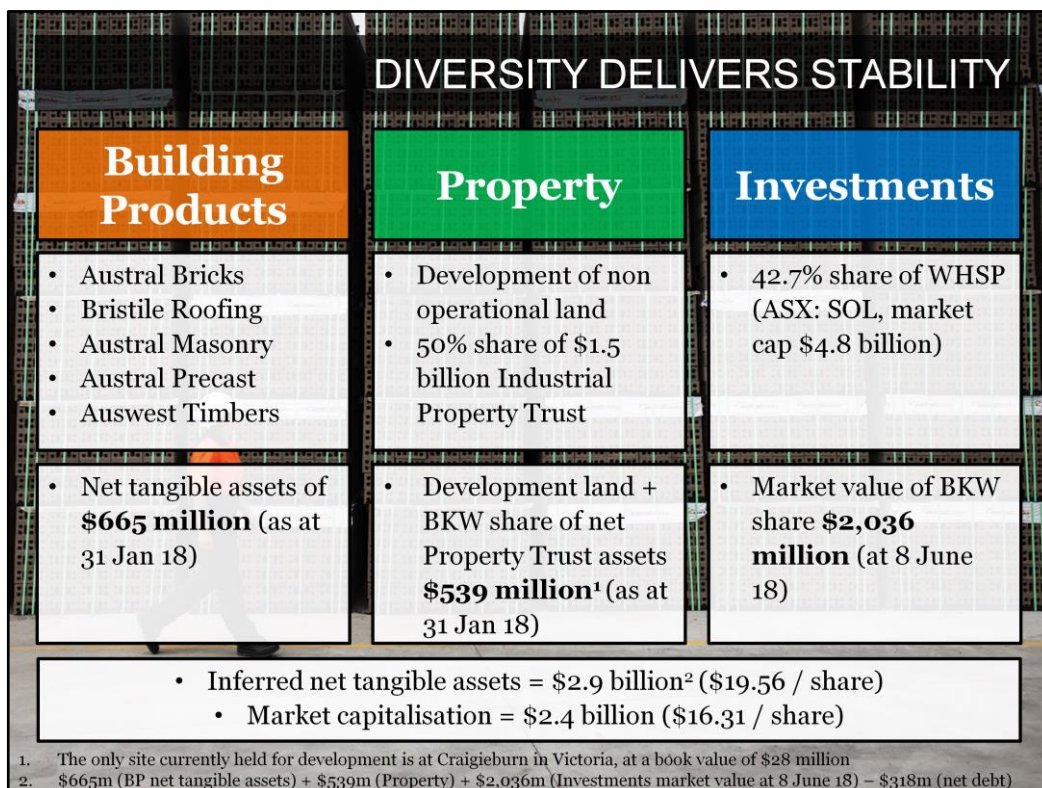 DIVERSITY DELIVERS STABILITY
Building
Products
Property
Investments
• Austral Bricks
• Bristile Roofing
• Austral Masonry
• Austral Precast
• Auswest Timbers
• Development of non
operational land
• 50% share of $1.5
billion Industrial
Property Trust
• 42.7% share of WHSP
(ASX: SOL, market
cap $4.8 billion)
• Net tangible assets of
$665 million (as at
31 Jan 18)
• Development land +
BKW share of net
Property Trust assets
$539 million¹ (as at
31 Jan 18)
• Market value of BKW
share $2,036
million (at 8 June
18)
• Inferred net tangible assets = $2.9 billion² ($19.56 / share)
• Market capitalisation = $2.4 billion ($16.31 / share)
1. The only site currently held for development is at Craigieburn in Victoria, at a book value of $28 million
2. $665m (BP net tangible assets) + $539m (Property) + $2,036m (Investments market value at 8 June 18) – $318m (net debt)